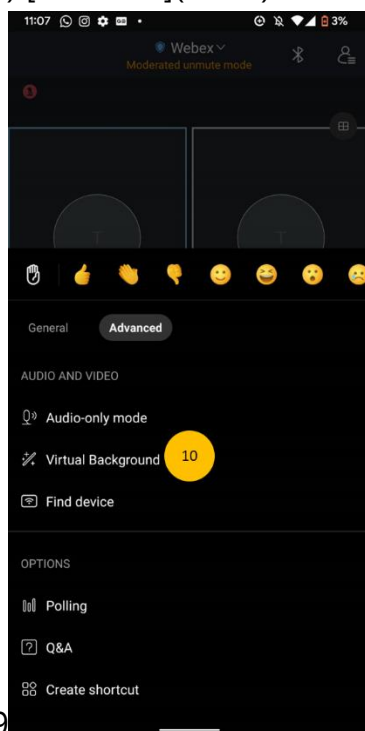 11:07
3%
Webex
Moderated unmute mode
T T
General Advanced
AUDIO AND VIDEO
Audio-only mode
Virtual Background 10
Find device
OPTIONS
Polling
? Q&A
Create shortcut
9